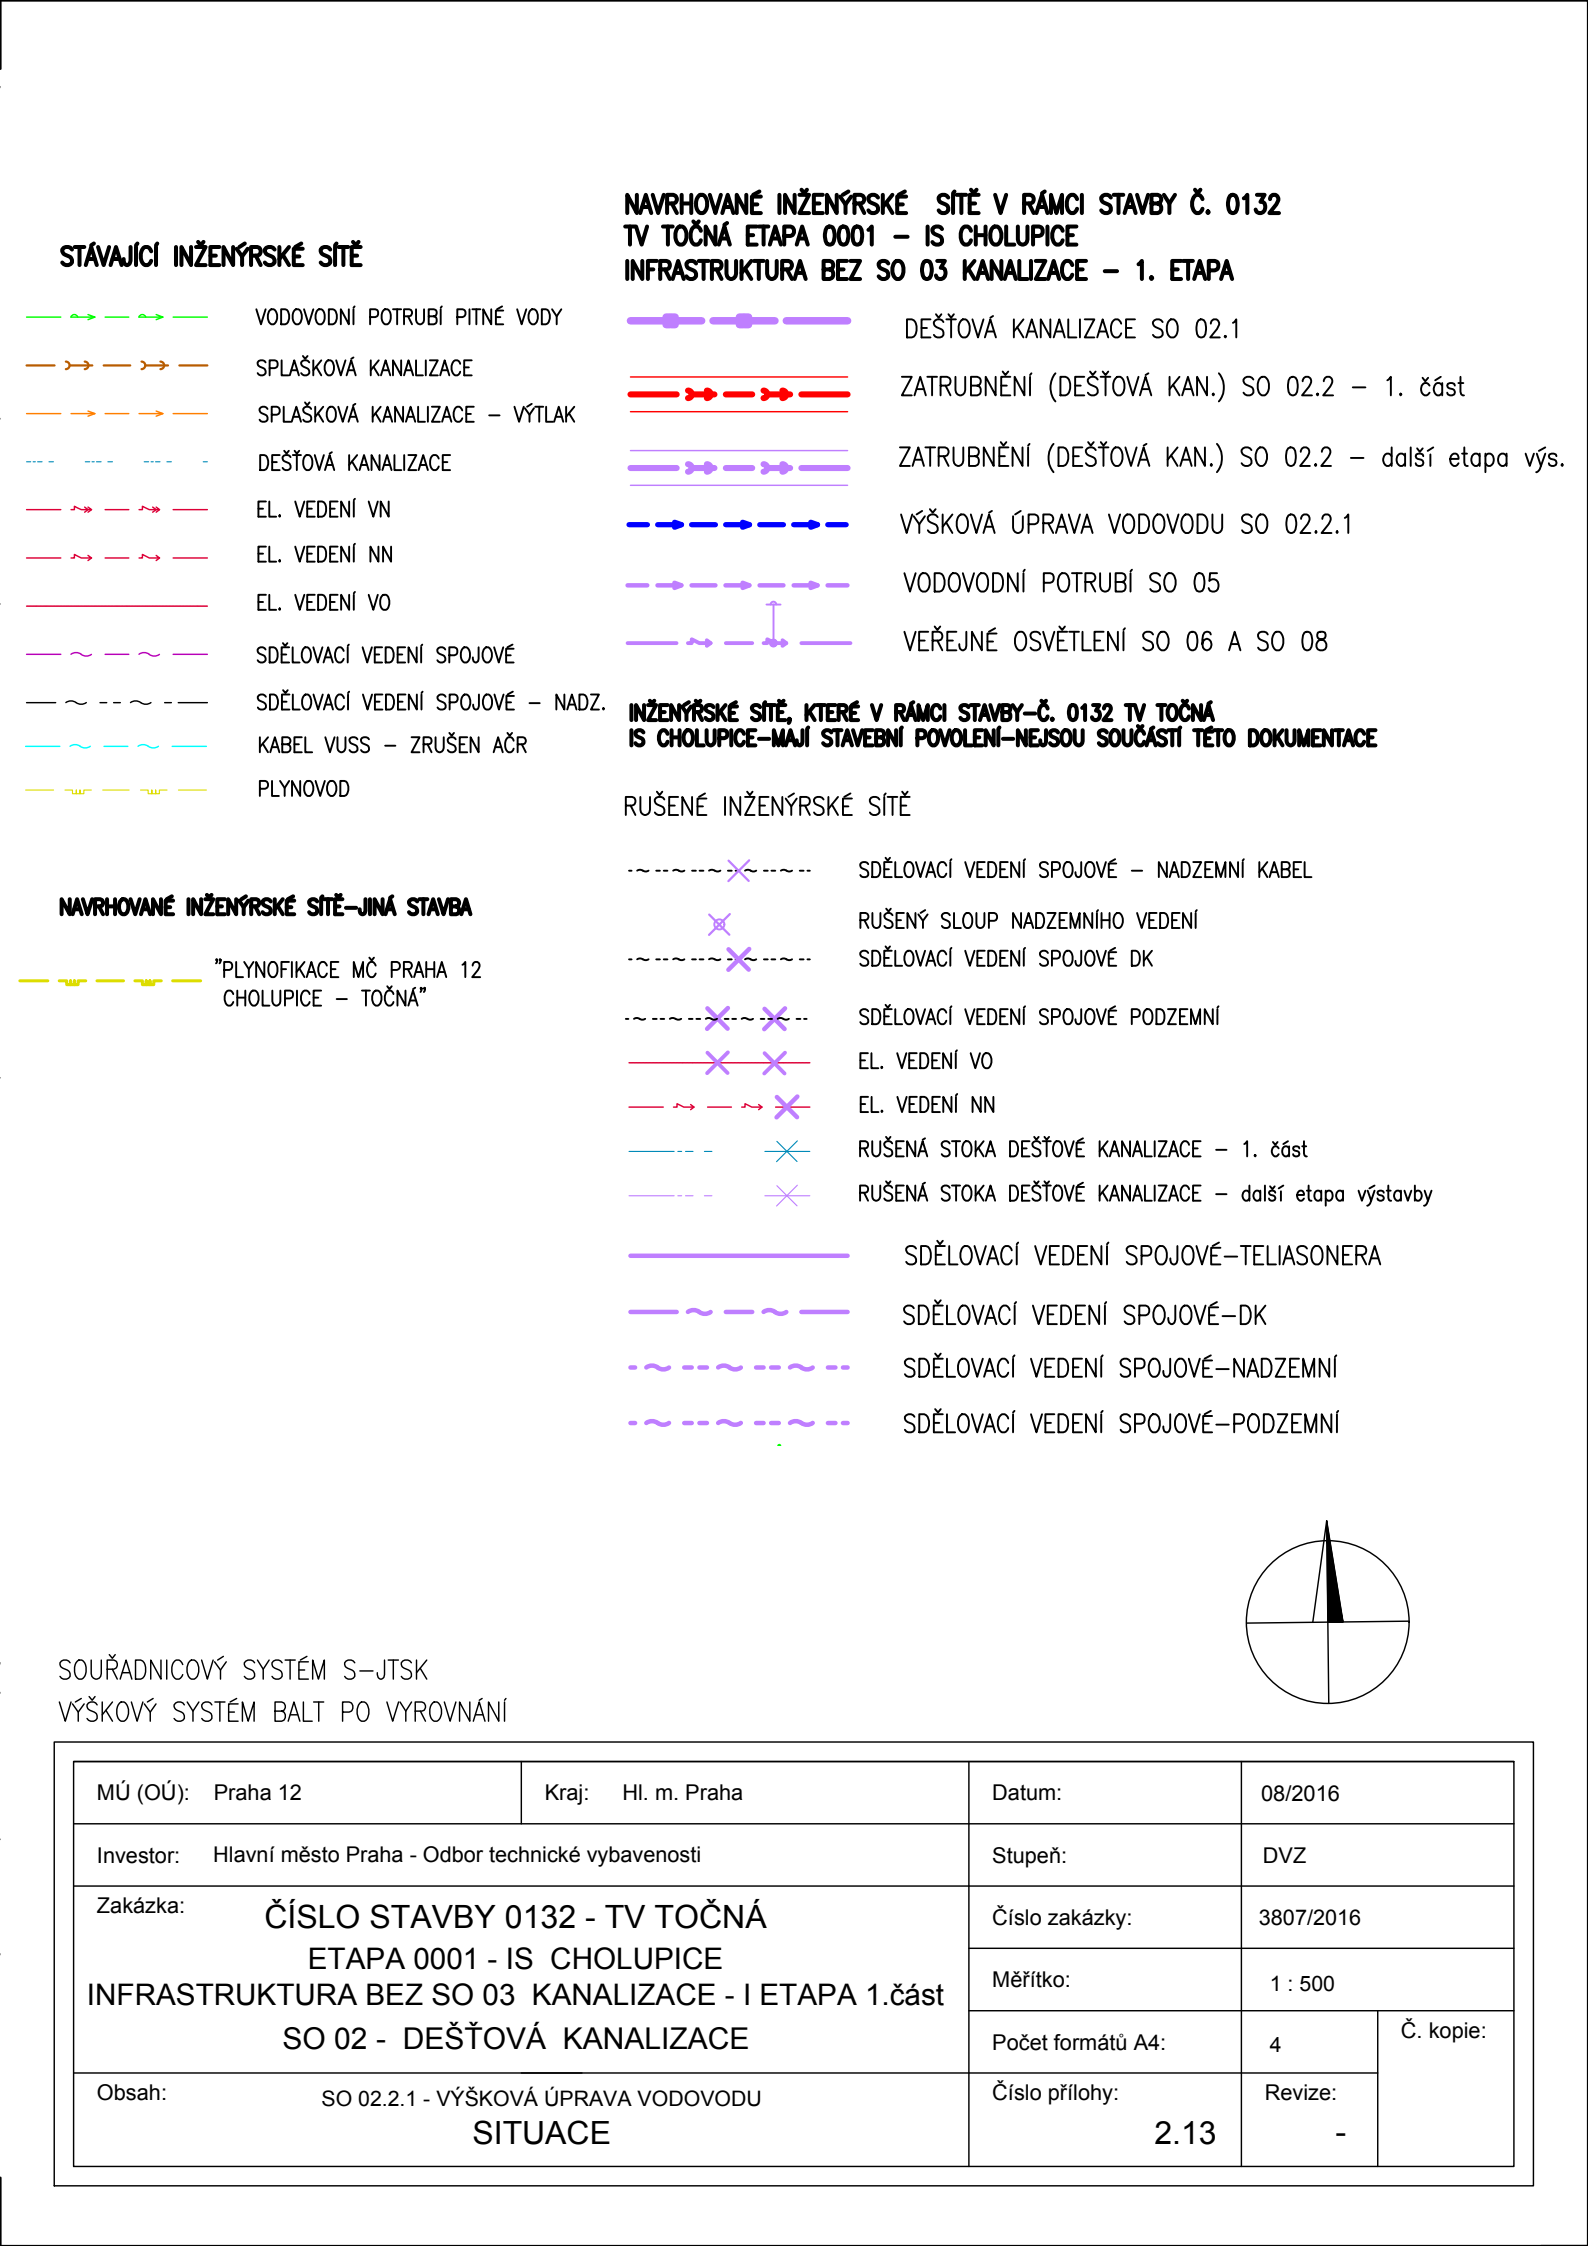 STÁVAJÍCÍ INŽENÝRSKÉ SÍTĚ
VODOVODNÍ POTRUBÍ PITNÉ VODY
SPLAŠKOVÁ KANALIZACE
SPLAŠKOVÁ KANALIZACE – VÝTLAK
DEŠŤOVÁ KANALIZACE
EL. VEDENÍ VN
EL. VEDENÍ NN
EL. VEDENÍ VO
SDĚLOVACÍ VEDENÍ SPOJOVÉ
SDĚLOVACÍ VEDENÍ SPOJOVÉ – NADZ.
KABEL VUSS – ZRUŠEN AČR
PLYNOVOD
NAVRHOVANÉ INŽENÝRSKÉ SÍTĚ–JINÁ STAVBA
"PLYNOFIKACE MČ PRAHA 12
CHOLUPICE – TOČNÁ"
NAVRHOVANÉ INŽENÝRSKÉ SÍTĚ V RÁMCI STAVBY Č. 0132
TV TOČNÁ ETAPA 0001 – IS CHOLUPICE
INFRASTRUKTURA BEZ SO 03 KANALIZACE – 1. ETAPA
DEŠŤOVÁ KANALIZACE SO 02.1
ZATRUBNĚNÍ (DEŠŤOVÁ KAN.) SO 02.2 – 1. část
ZATRUBNĚNÍ (DEŠŤOVÁ KAN.) SO 02.2 – další etapa výs.
VÝŠKOVÁ ÚPRAVA VODOVODU SO 02.2.1
VODOVODNÍ POTRUBÍ SO 05
VEŘEJNÉ OSVĚTLENÍ SO 06 A SO 08
INŽENÝŘSKÉ SÍTĚ, KTERÉ V RÁMCI STAVBY–Č. 0132 TV TOČNÁ
IS CHOLUPICE–MAJÍ STAVEBNÍ POVOLENÍ–NEJSOU SOUČÁSTÍ TÉTO DOKUMENTACE
RUŠENÉ INŽENÝRSKÉ SÍTĚ
SDĚLOVACÍ VEDENÍ SPOJOVÉ – NADZEMNÍ KABEL
RUŠENÝ SLOUP NADZEMNÍHO VEDENÍ
SDĚLOVACÍ VEDENÍ SPOJOVÉ DK
SDĚLOVACÍ VEDENÍ SPOJOVÉ PODZEMNÍ
EL. VEDENÍ VO
EL. VEDENÍ NN
RUŠENÁ STOKA DEŠŤOVÉ KANALIZACE – 1. část
RUŠENÁ STOKA DEŠŤOVÉ KANALIZACE – další etapa výstavby
SDĚLOVACÍ VEDENÍ SPOJOVÉ–TELIASONERA
SDĚLOVACÍ VEDENÍ SPOJOVÉ–DK
SDĚLOVACÍ VEDENÍ SPOJOVÉ–NADZEMNÍ
SDĚLOVACÍ VEDENÍ SPOJOVÉ–PODZEMNÍ
SOUŘADNICOVÝ SYSTÉM S–JTSK
VÝŠKOVÝ SYSTÉM BALT PO VYROVNÁNÍ
MÚ (OÚ): Praha 12 Kraj: Hl. m. Praha Datum: 08/2016
Investor: Hlavní město Praha - Odbor technické vybavenosti Stupeň: DVZ
Zakázka: ČÍSLO STAVBY 0132 - TV TOČNÁ
ETAPA 0001 - IS CHOLUPICE
INFRASTRUKTURA BEZ SO 03 KANALIZACE - I ETAPA 1.část
SO 02 - DEŠŤOVÁ KANALIZACE
Číslo zakázky: 3807/2016
Měřítko: 1 : 500
Počet formátů A4: 4 Č. kopie:
Obsah: SO 02.2.1 - VÝŠKOVÁ ÚPRAVA VODOVODU
SITUACE
Číslo přílohy: Revize:
2.13 -